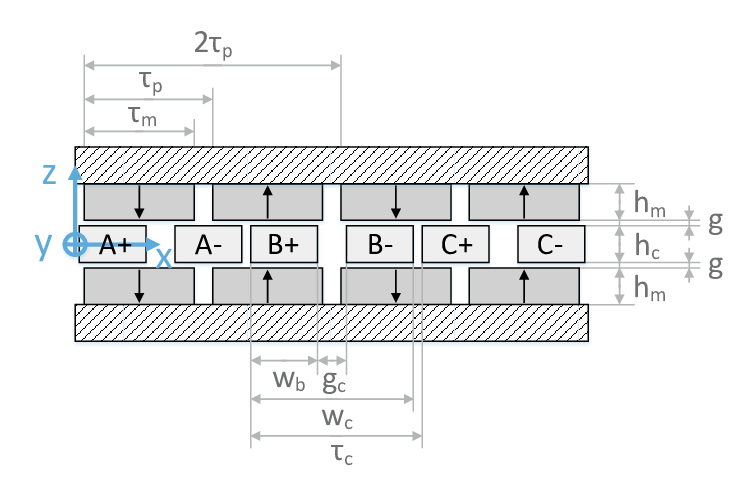 2τp
τp
τm
z
hm
g
y A+ x A- B+ B- C+ C- hc
g
hm
wb gc
wc
τc